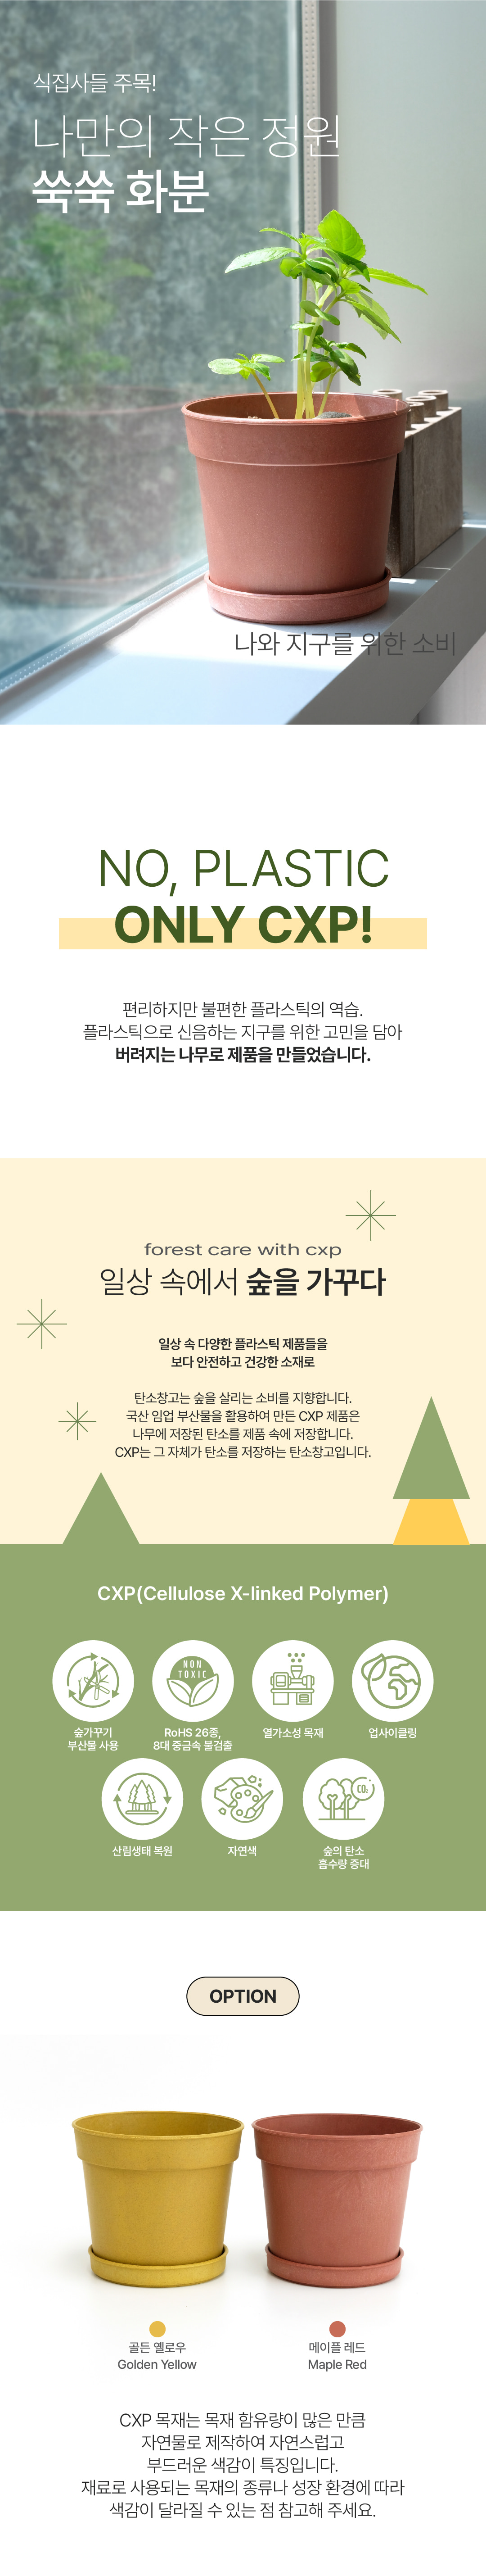 식집사들 주목!
나만의 작은 정원
쑥쑥 화분
나와 지구를 위한 소비
NO, PLASTIC
ONLY CXP!
편리하지만 불편한 플라스틱의 역습.
플라스틱으로 신음하는 지구를 위한 고민을 담아
버려지는 나무로 제품을 만들었습니다.
forest care with cxp
일상 속에서 숲을 가꾸다
일상 속 다양한 플라스틱 제품들을
보다 안전하고 건강한 소재로
탄소창고는 숲을 살리는 소비를 지향합니다.
국산 임업 부산물을 활용하여 만든 CXP 제품은
나무에 저장된 탄소를 제품 속에 저장합니다.
CXP는 그 자체가 탄소를 저장하는 탄소창고입니다.
CXP(Cellulose X-linked Polymer)
숲가꾸기
부산물 사용
NON
TOXIC
RoHS 26종,
8대 중금속 불검출
열가소성 목재
업사이클링
산림생태 복원
자연색
CO₂
숲의 탄소
흡수량 증대
OPTION
골든 옐로우
Golden Yellow
메이플 레드
Maple Red
CXP 목재는 목재 함유량이 많은 만큼
자연물로 제작하여 자연스럽고
부드러운 색감이 특징입니다.
재료로 사용되는 목재의 종류나 성장 환경에 따라
색감이 달라질 수 있는 점 참고해 주세요.